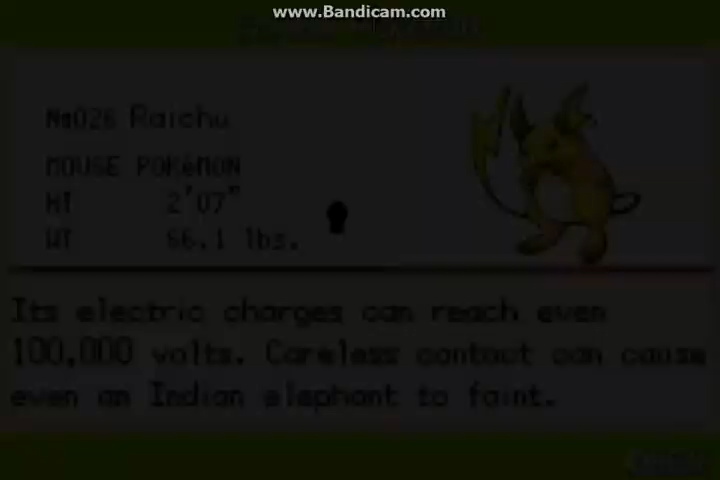 www.Bandicam.com
No026 Raichu
MOUSE POKéMON
HT 2'07"
WT 66.1 lbs.
Its electric charges can reach even
100,000 volts. Careless contact can cause
even an Indian elephant to faint.